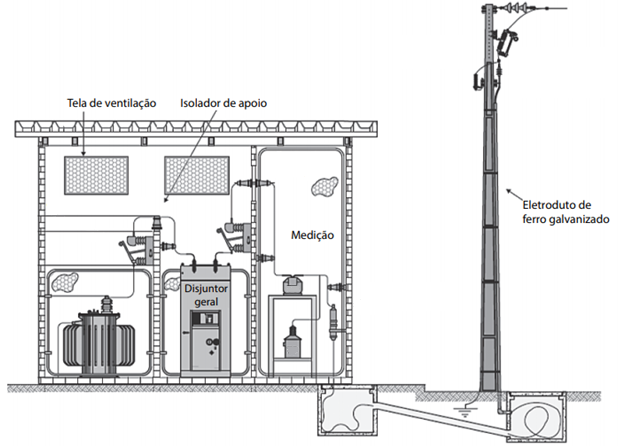 Tela de ventilação
Isolador de apoio
Eletroduto de
ferro galvanizado
Medição
Disjuntor
geral